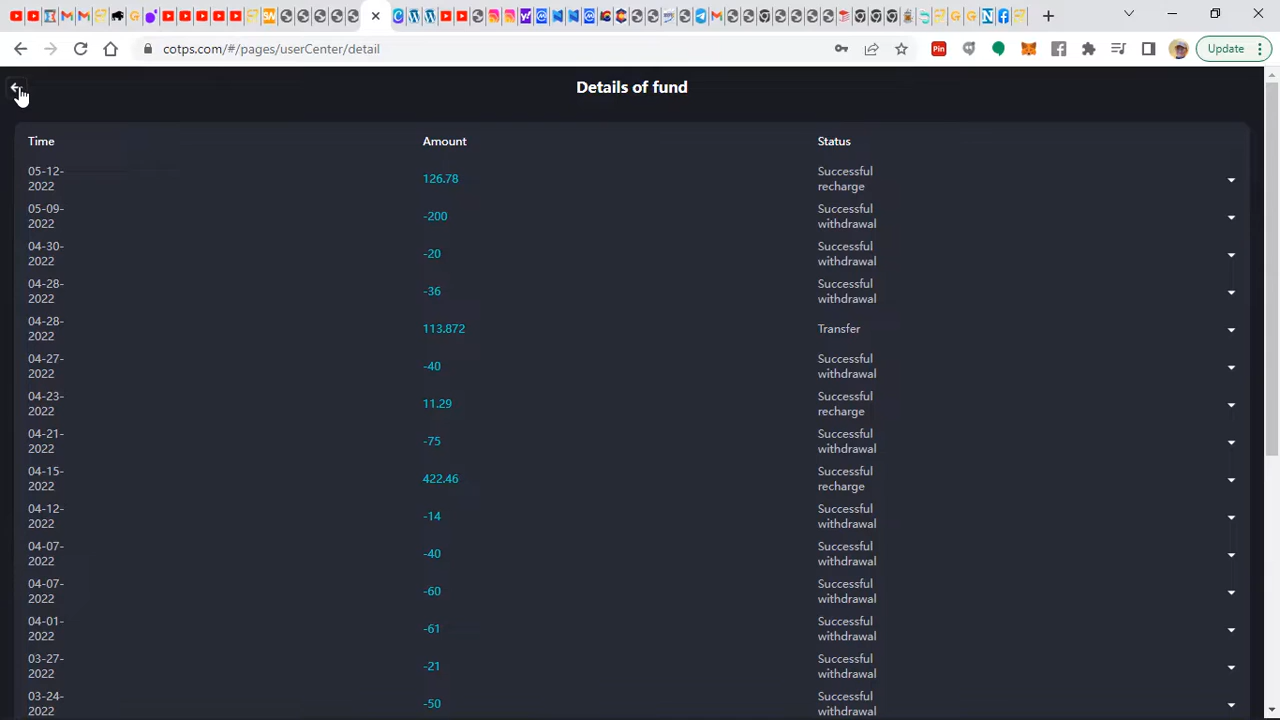 cotps.com/#/pages/userCenter/detail
Pin
Update
Details of fund
Time Amount Status
05-12-
2022 126.78 Successful
recharge
05-09-
2022 -200 Successful
withdrawal
04-30-
2022 -20 Successful
withdrawal
04-28-
2022 -36 Successful
withdrawal
04-28-
2022 113.872 Transfer
04-27-
2022 -40 Successful
withdrawal
04-23-
2022 11.29 Successful
recharge
04-21-
2022 -75 Successful
withdrawal
04-15-
2022 422.46 Successful
recharge
04-12-
2022 -14 Successful
withdrawal
04-07-
2022 -40 Successful
withdrawal
04-07-
2022 -60 Successful
withdrawal
04-01-
2022 -61 Successful
withdrawal
03-27-
2022 -21 Successful
withdrawal
03-24-
2022 -50 Successful
withdrawal